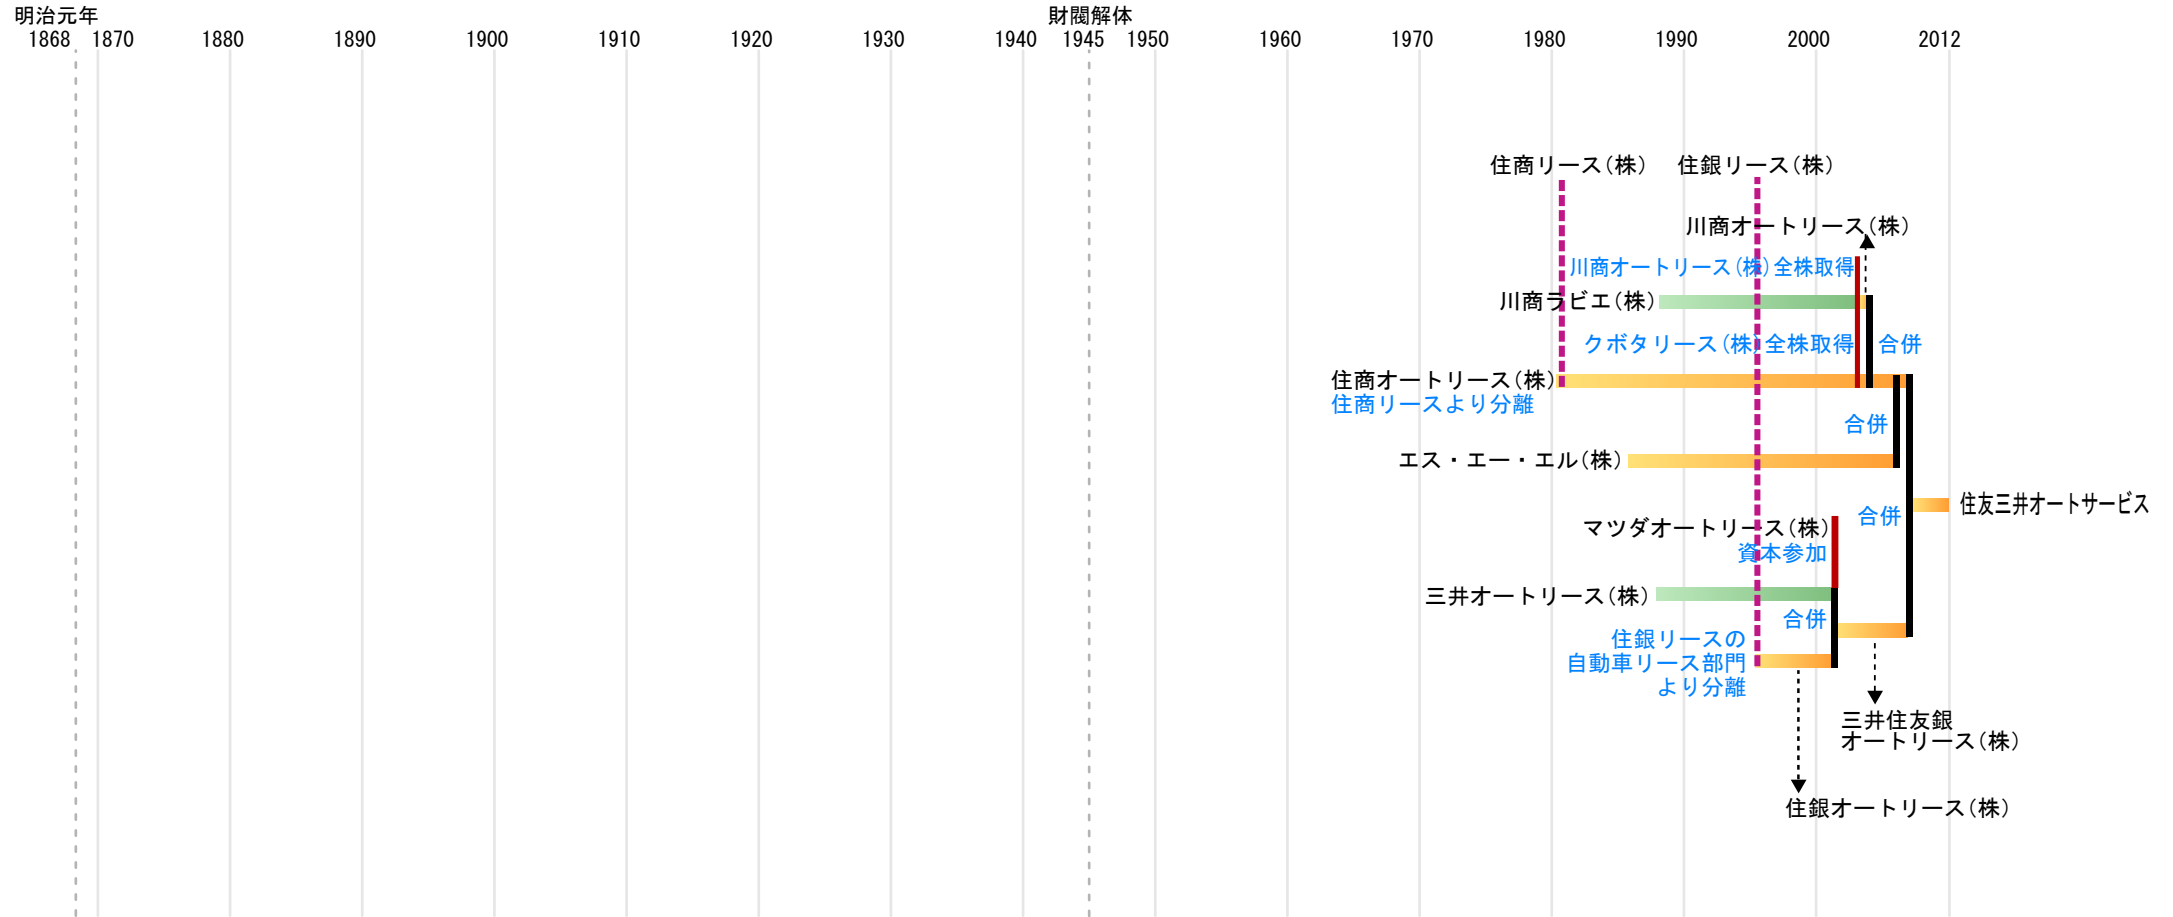 明治元年
財閥解体
1868 1870 1880 1890 1900 1910 1920 1930 1940 1945 1950 1960 1970 1980 1990 2000 2012
住商リース(株)
住銀リース(株)
川商オートリース(株)
川商オートリース(株)全株取得
川商ラビエ(株)
クボタリース(株)全株取得
合併
住商オートリース(株)
住商リースより分離
合併
エス・エー・エル(株)
住友三井オートサービス
合併
マツダオートリース(株)
資本参加
三井オートリース(株)
合併
住銀リースの
自動車リース部門
より分離
三井住友銀
オートリース(株)
住銀オートリース(株)